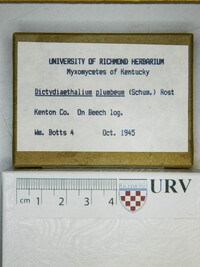 UNIVERSITY OF RICHMOND HERBARIUM
Myxomycetes of Kentucky
Dictydiaethalium plumbeum (Schum.) Rost
Kenton Co. On Beech log.
Wm. Botts 4 Oct. 1945
cm 1 2 3 4 URV